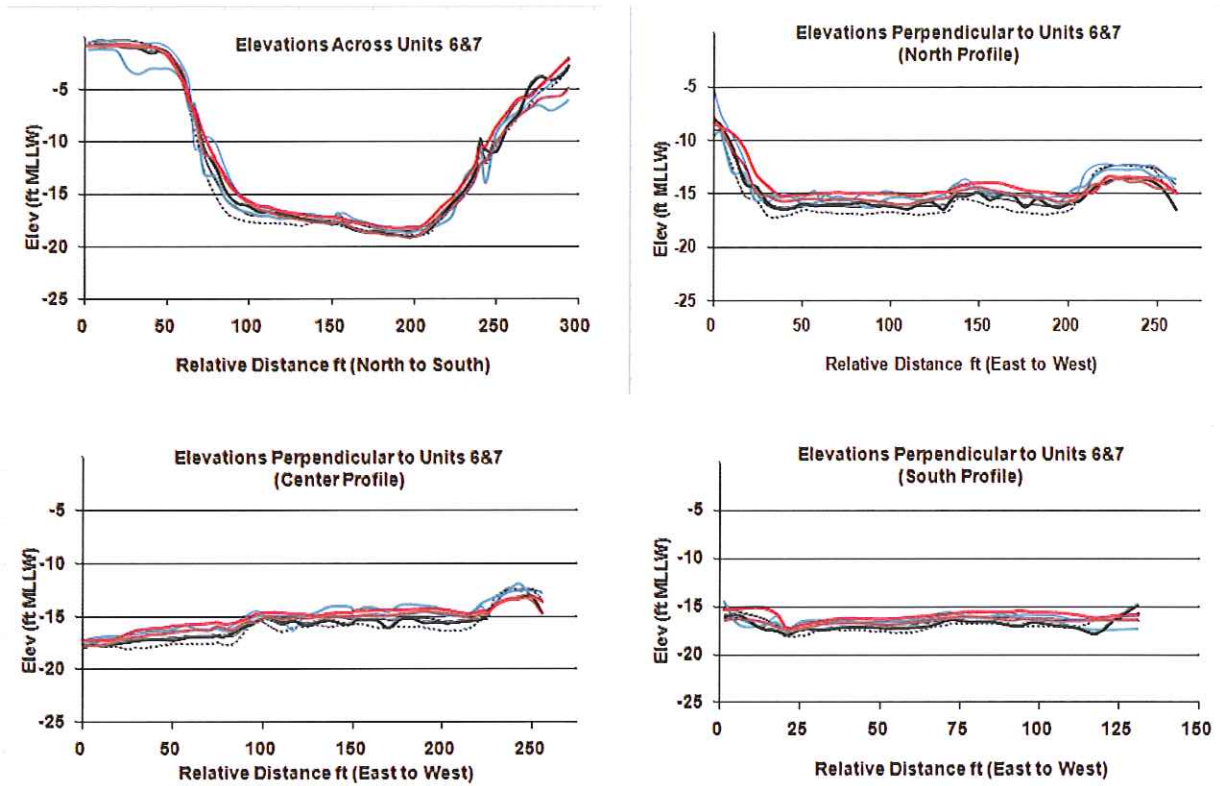 Elevations Across Units 6&7
Elev (ft MLLW)
-5
-10
-15
-20
-25
0 50 100 150 200 250 300
Relative Distance ft (North to South)
Elevations Perpendicular to Units 6&7
(North Profile)
Elev (ft MLLW)
-5
-10
-15
-20
-25
0 50 100 150 200 250
Relative Distance ft (East to West)
Elevations Perpendicular to Units 6&7
(Center Profile)
Elev (ft MLLW)
-5
-10
-15
-20
-25
0 50 100 150 200 250
Relative Distance ft (East to West)
Elevations Perpendicular to Units 6&7
(South Profile)
Elev (ft MLLW)
-5
-10
-15
-20
-25
0 25 50 75 100 125 150
Relative Distance ft (East to West)